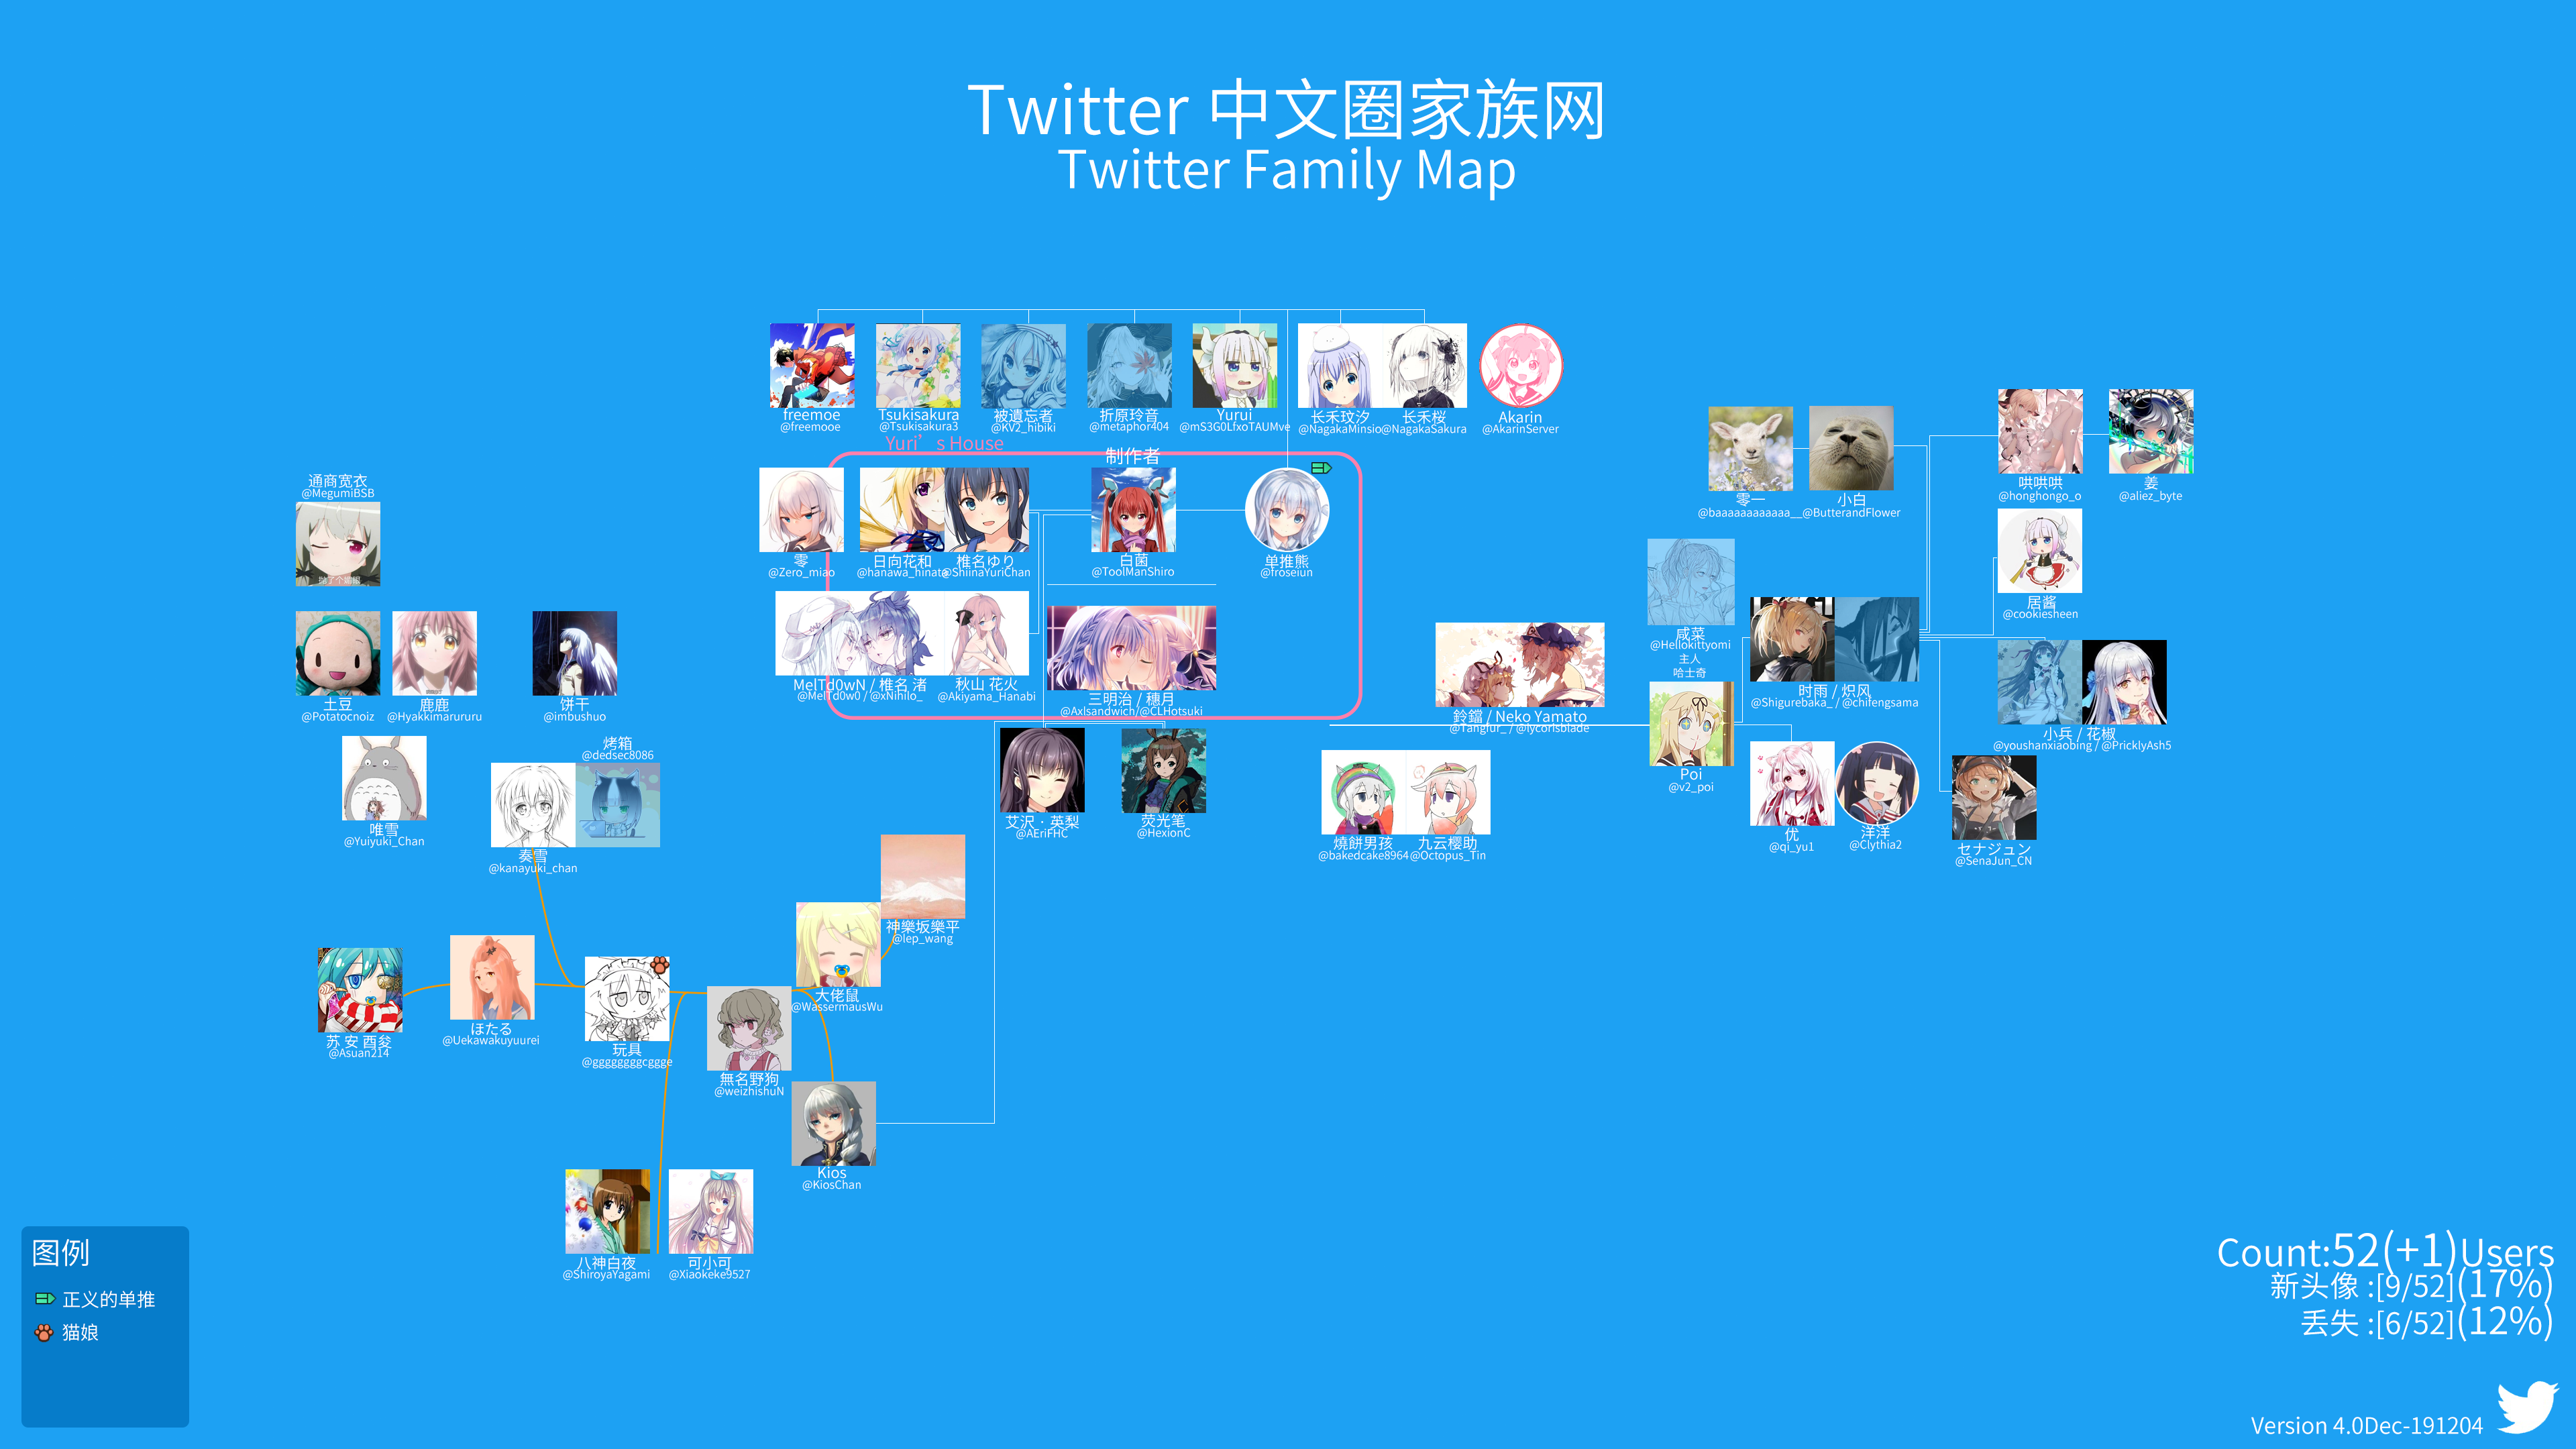 Twitter 中文圈家族网
Twitter Family Map
freemoe
@freemooe
Tsukisakura
@Tsukisakura3
被遺忘者
@KV2_hibiki
折原玲音
@metaphor404
Yurui
@mS3G0LfxoTAUMve
长禾玟汐
@NagakaMinsio
长禾桜
@NagakaSakura
Akarin
@AkarinServer
Yuri’s House
制作者
零
@Zero_miao
日向花和
@hanawa_hinata
椎名ゆり
@ShiinaYuriChan
白菌
@ToolManShiro
单推熊
@froseiun
MelTd0wN / 椎名 渚
@MelTd0w0 / @xNihilo_
秋山 花火
@Akiyama_Hanabi
三明治 / 穗月
@Axlsandwich/@CLHotsuki
通商宽衣
@MegumiBSB
土豆
@Potatocnoiz
鹿鹿
@Hyakkimarururu
饼干
@imbushuo
唯雪
@Yuiyuki_Chan
烤箱
@dedsec8086
奏雪
@kanayuki_chan
艾沢 · 英梨
@AEriFHC
荧光笔
@HexionC
鈴鐺 / Neko Yamato
@Tangfur_ / @lycorisblade
燒餅男孩
@bakedcake8964
九云樱助
@Octopus_Tin
零一
@baaaaaaaaaaaa__
小白
@ButterandFlower
哄哄哄
@honghongo_o
姜
@aliez_byte
居酱
@cookiesheen
咸菜
@Hellokittyomi
主人
哈士奇
Poi
@v2_poi
时雨 / 炽风
@Shigurebaka_ / @chifengsama
小兵 / 花椒
@youshanxiaobing / @PricklyAsh5
优
@qi_yu1
洋洋
@Clythia2
セナジュン
@SenaJun_CN
神樂坂樂平
@lep_wang
大佬鼠
@WassermausWu
苏 安 西
@Asuan214
ほたる
@Uekawakuyuurei
玩具
@ggggggggcggge
無名野狗
@weizhishuN
Kios
@KiosChan
八神白夜
@ShiroyaYagami
可小可
@Xiaokeke9527
图例
正义的单推
猫娘
Count:52(+1)Users
新头像 :[9/52](17%)
丢失 :[6/52](12%)
Version 4.0Dec-191204